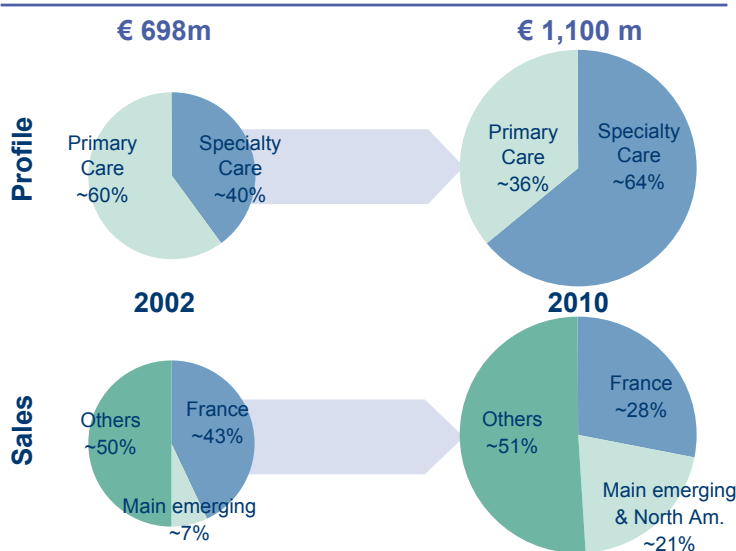 € 698m
€ 1,100 m
Profile
Primary
Care
~60%
Specialty
Care
~40%
Primary
Care
~36%
Specialty
Care
~64%
2002
2010
Sales
Others
~50%
France
~43%
Main emerging
~7%
Others
~51%
France
~28%
Main emerging
& North Am.
~21%